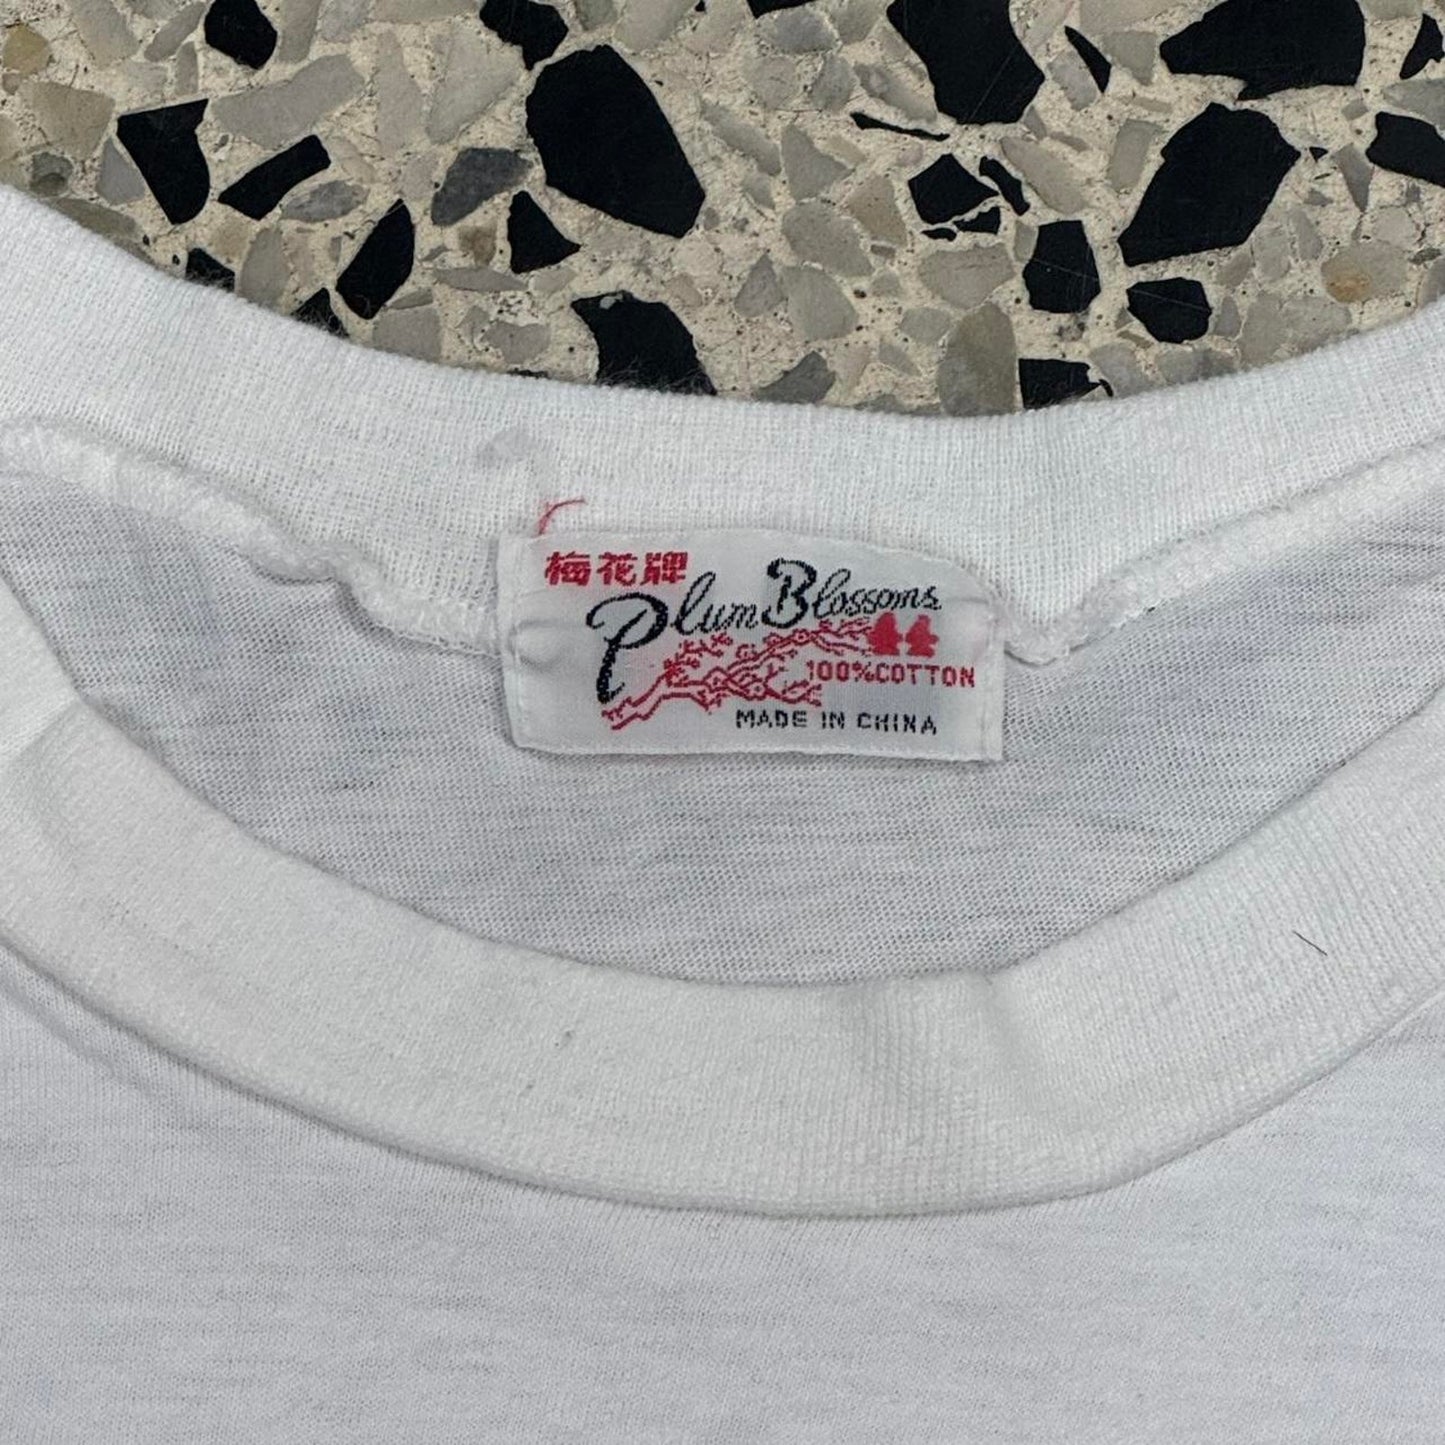 梅花牌
Plum Blossoms
44
100%COTTON
MADE IN CHINA